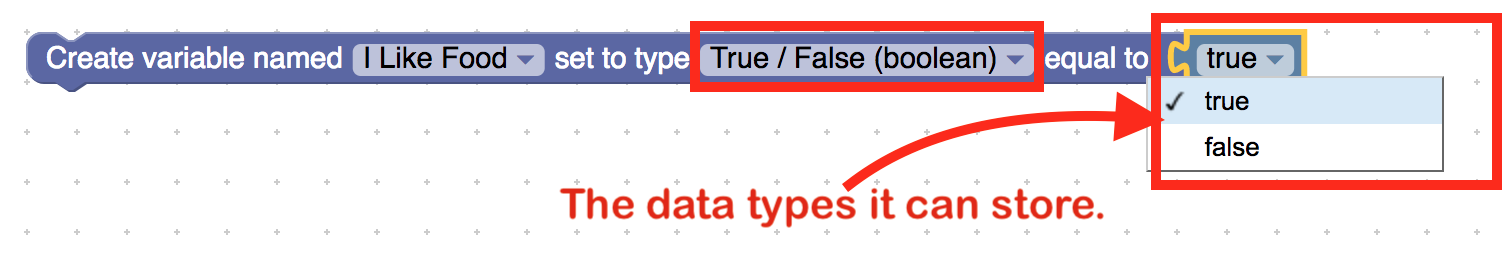 Create variable named I Like Food set to type True / False (boolean) equal to true
true
false
The data types it can store.